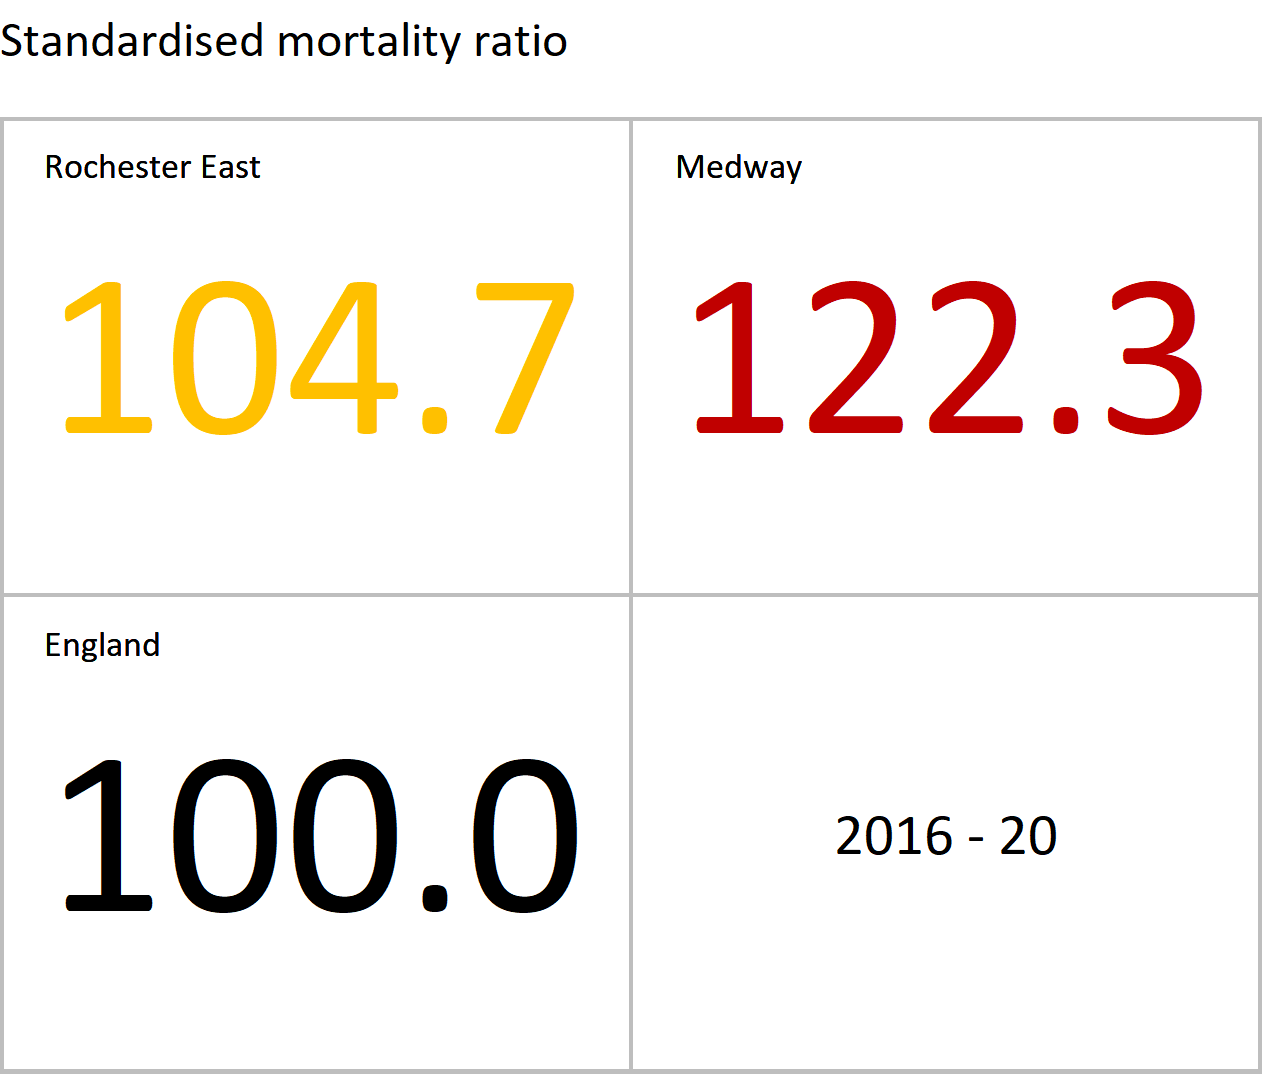 Standardised mortality ratio
Rochester East
104.7
Medway
122.3
England
100.0
2016 - 20